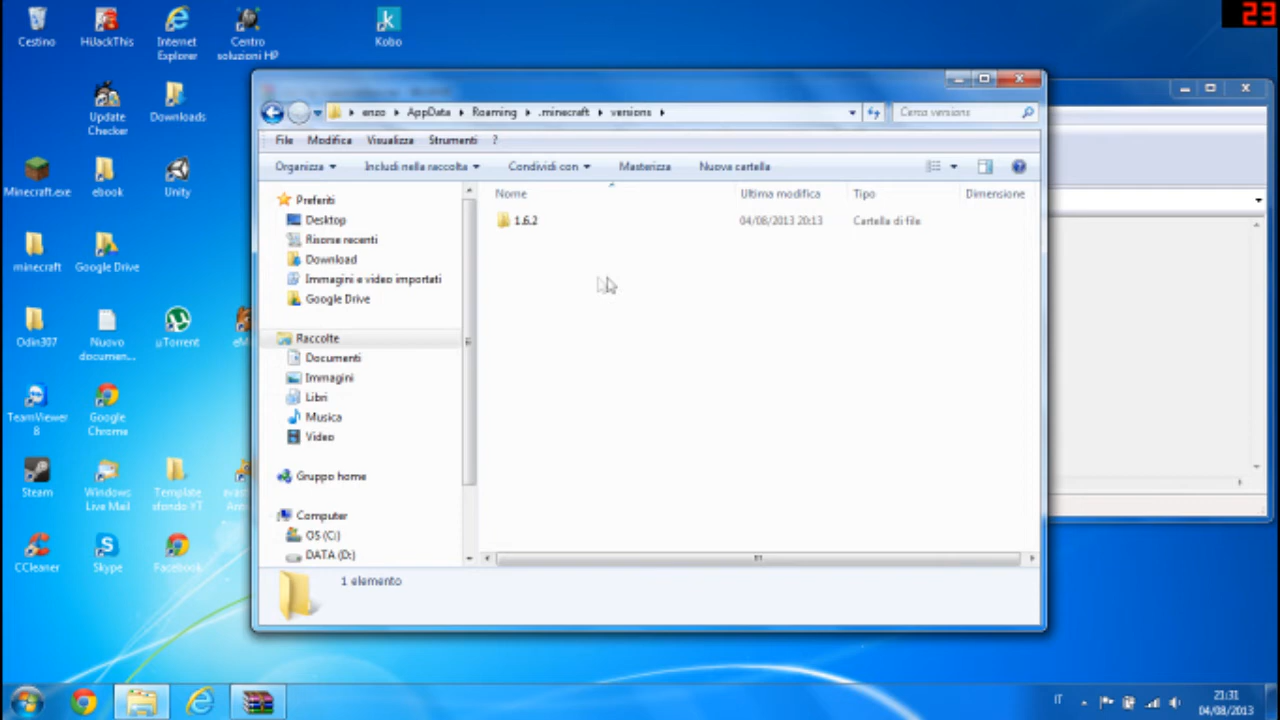 23
Cestino
HiJackThis
Internet
Explorer
Centro
soluzioni HP
Kobo
Update
Checker
Downloads
Minecraft.exe
ebook
Unity
minecraft
Google Drive
Odin307
Nuovo
documen...
µTorrent
TeamViewer
8
Google
Chrome
Steam
Windows
Live Mail
Template
sfondo YT
CCleaner
Skype
Facebook
enzo
AppData
Roaming
.minecraft
versions
Cerca versions
File
Modifica
Visualizza
Strumenti
?
Organizza
Includi nella raccolta
Condividi con
Masterizza
Nuova cartella
Nome
Ultima modifica
Tipo
Dimensione
1.6.2
04/08/2013 20:13
Cartella di file
Preferiti
Desktop
Risorse recenti
Download
Immagini e video importati
Google Drive
Raccolte
Documenti
Immagini
Libri
Musica
Video
Gruppo home
Computer
OS (C:)
DATA (D:)
1 elemento
IT
21:31
04/08/2013